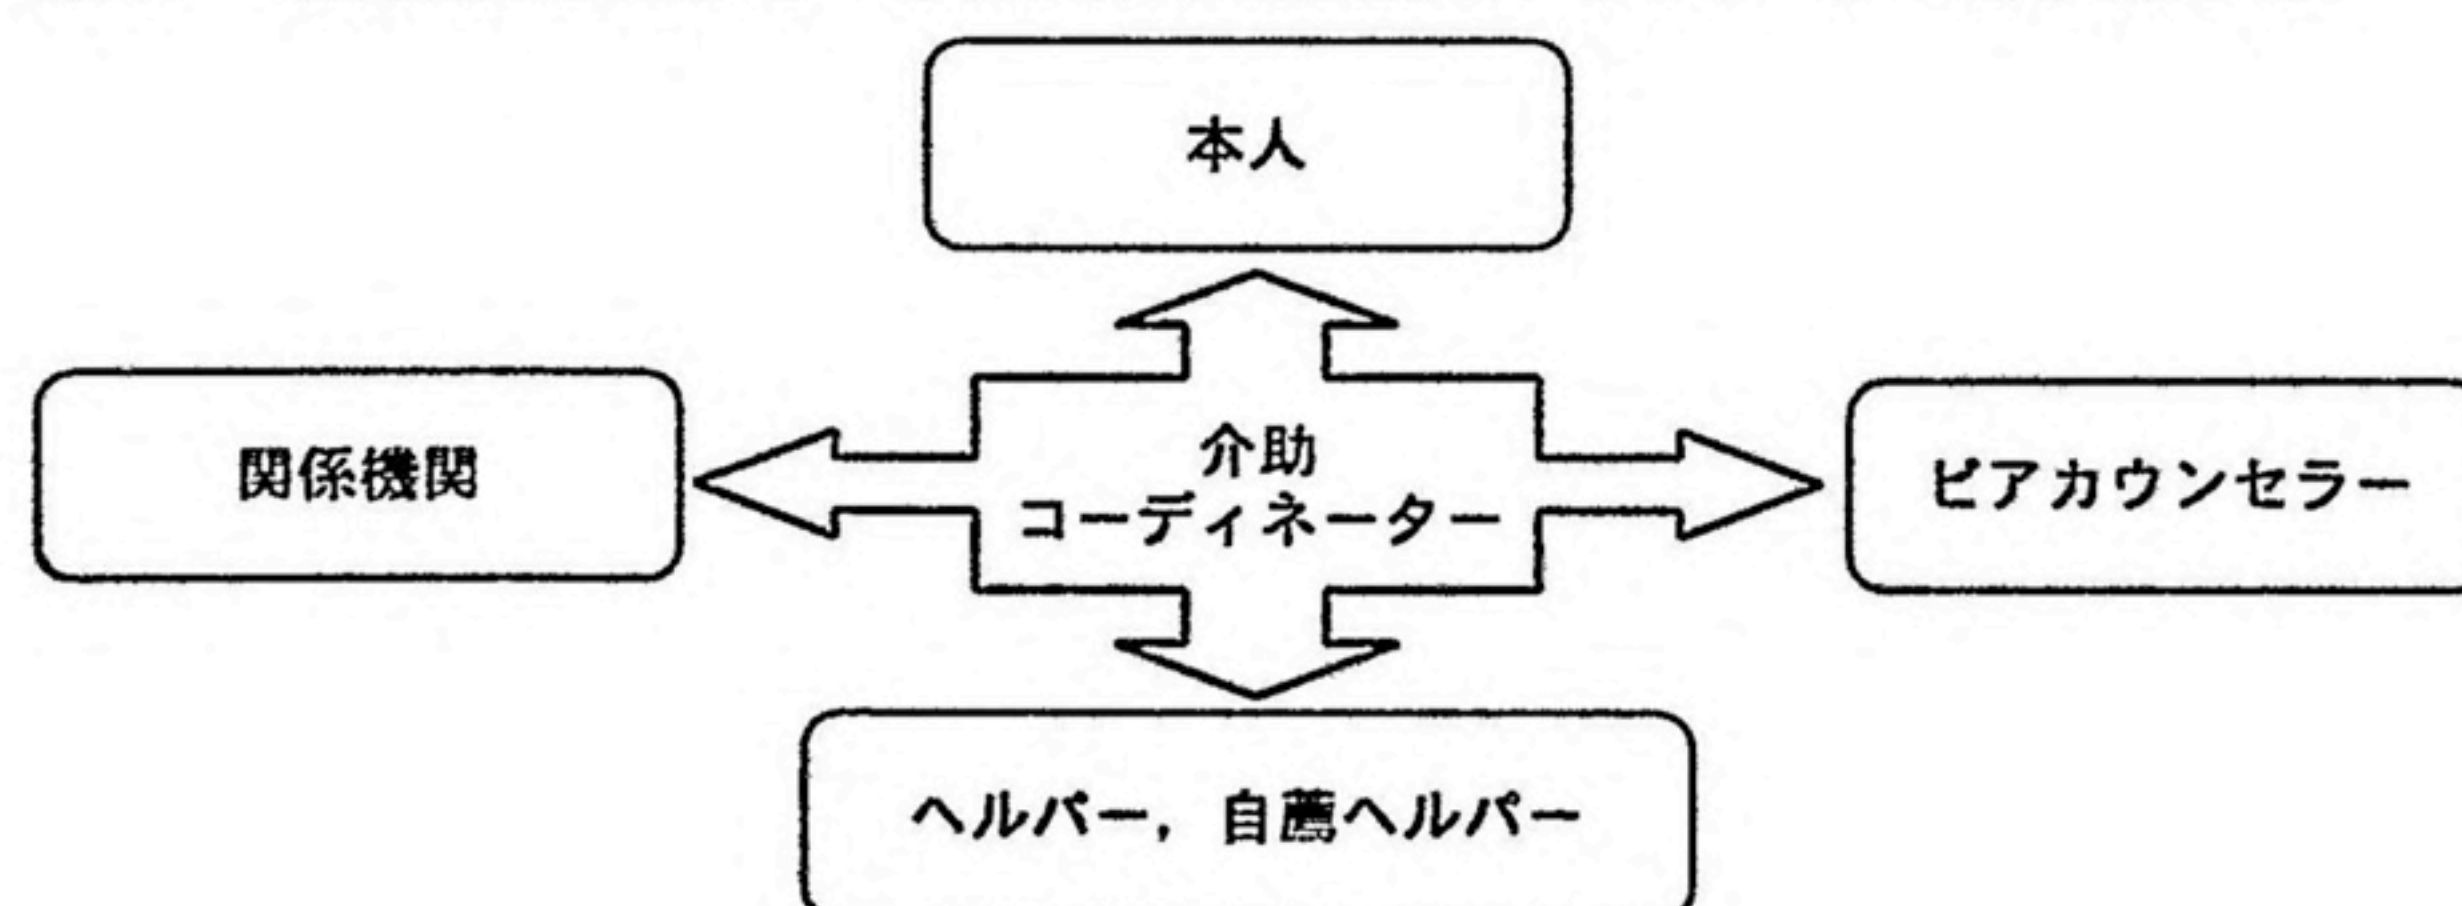 本人
関係機関
介助
コーディネーター
ピアカウンセラー
ヘルパー，自薦ヘルパー